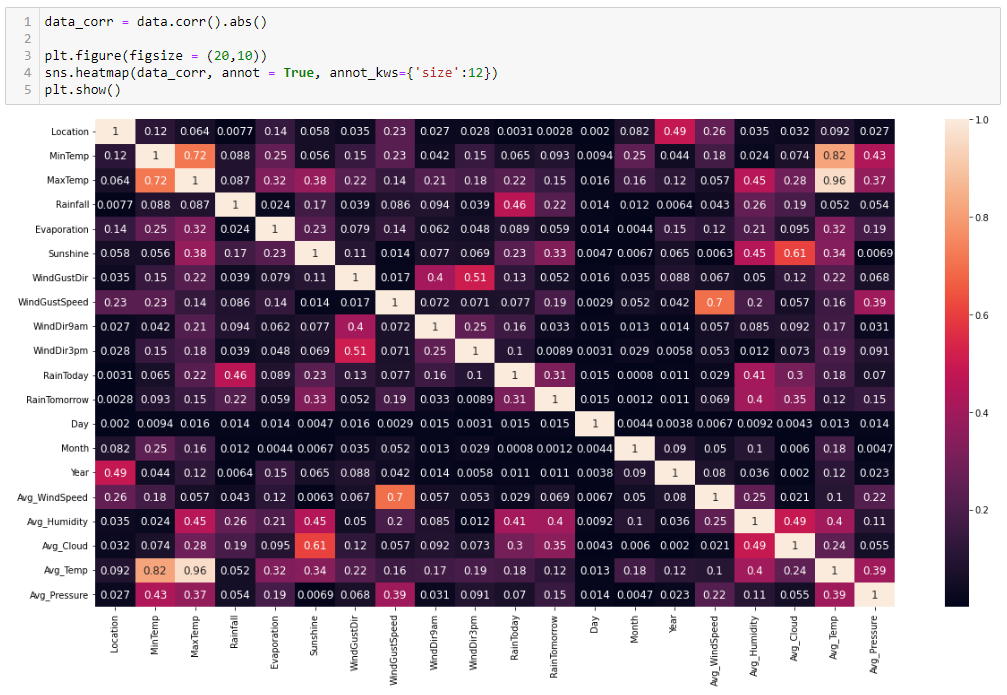 1 data_corr = data.corr().abs()
2
3 plt.figure(figsize = (20,10))
4 sns.heatmap(data_corr, annot = True, annot_kws={'size':12})
5 plt.show()
Location 1 0.12 0.064 0.0077 0.14 0.058 0.035 0.23 0.027 0.028 0.0031 0.0028 0.002 0.082 0.49 0.26 0.035 0.032 0.092 0.027
MinTemp 0.12 1 0.72 0.088 0.25 0.056 0.15 0.23 0.042 0.15 0.065 0.093 0.0094 0.25 0.044 0.18 0.024 0.074 0.82 0.43
MaxTemp 0.064 0.72 1 0.087 0.32 0.38 0.22 0.14 0.21 0.18 0.22 0.15 0.016 0.16 0.12 0.057 0.45 0.28 0.96 0.37
Rainfall 0.0077 0.088 0.087 1 0.024 0.17 0.039 0.086 0.094 0.039 0.46 0.22 0.014 0.012 0.0064 0.043 0.26 0.19 0.052 0.054
Evaporation 0.14 0.25 0.32 0.024 1 0.23 0.079 0.14 0.062 0.048 0.089 0.059 0.014 0.0044 0.15 0.12 0.21 0.095 0.32 0.19
Sunshine 0.058 0.056 0.38 0.17 0.23 1 0.11 0.014 0.077 0.069 0.23 0.33 0.0047 0.0067 0.065 0.0063 0.45 0.61 0.34 0.0069
WindGustDir 0.035 0.15 0.22 0.039 0.079 0.11 1 0.017 0.4 0.51 0.13 0.052 0.016 0.035 0.088 0.067 0.05 0.12 0.22 0.068
WindGustSpeed 0.23 0.23 0.14 0.086 0.14 0.014 0.017 1 0.072 0.071 0.077 0.19 0.0029 0.052 0.042 0.7 0.2 0.057 0.16 0.39
WindDir9am 0.027 0.042 0.21 0.094 0.062 0.077 0.4 0.072 1 0.25 0.16 0.033 0.015 0.013 0.014 0.057 0.085 0.092 0.17 0.031
WindDir3pm 0.028 0.15 0.18 0.039 0.048 0.069 0.51 0.071 0.25 1 0.1 0.0089 0.0031 0.029 0.0058 0.053 0.012 0.073 0.19 0.091
RainToday 0.0031 0.065 0.22 0.46 0.089 0.23 0.13 0.077 0.16 0.1 1 0.31 0.015 0.0008 0.011 0.029 0.41 0.3 0.18 0.07
RainTomorrow 0.0028 0.093 0.15 0.22 0.059 0.33 0.052 0.19 0.033 0.0089 0.31 1 0.015 0.0012 0.011 0.069 0.4 0.35 0.12 0.15
Day 0.002 0.0094 0.016 0.014 0.014 0.0047 0.016 0.0029 0.015 0.0031 0.015 0.015 1 0.0044 0.0038 0.0067 0.0092 0.0043 0.013 0.014
Month 0.082 0.25 0.16 0.012 0.0044 0.0067 0.035 0.052 0.013 0.029 0.0008 0.0012 0.0044 1 0.09 0.05 0.1 0.006 0.18 0.0047
Year 0.49 0.044 0.12 0.0064 0.15 0.065 0.088 0.042 0.014 0.0058 0.011 0.011 0.0038 0.09 1 0.08 0.036 0.002 0.12 0.023
Avg_WindSpeed 0.26 0.18 0.057 0.043 0.12 0.0063 0.067 0.7 0.057 0.053 0.029 0.069 0.0067 0.05 0.08 1 0.25 0.021 0.1 0.22
Avg_Humidity 0.035 0.024 0.45 0.26 0.21 0.45 0.05 0.2 0.085 0.012 0.41 0.4 0.0092 0.1 0.036 0.25 1 0.49 0.4 0.11
Avg_Cloud 0.032 0.074 0.28 0.19 0.095 0.61 0.12 0.057 0.092 0.073 0.3 0.35 0.0043 0.006 0.002 0.021 0.49 1 0.24 0.055
Avg_Temp 0.092 0.82 0.96 0.052 0.32 0.34 0.22 0.16 0.17 0.19 0.18 0.12 0.013 0.18 0.12 0.1 0.4 0.24 1 0.39
Avg_Pressure 0.027 0.43 0.37 0.054 0.19 0.0069 0.068 0.39 0.031 0.091 0.07 0.15 0.014 0.0047 0.023 0.22 0.11 0.055 0.39 1
Location MinTemp MaxTemp Rainfall Evaporation Sunshine WindGustDir WindGustSpeed WindDir9am WindDir3pm RainToday RainTomorrow Day Month Year Avg_WindSpeed Avg_Humidity Avg_Cloud Avg_Temp Avg_Pressure
1.0
0.8
0.6
0.4
0.2